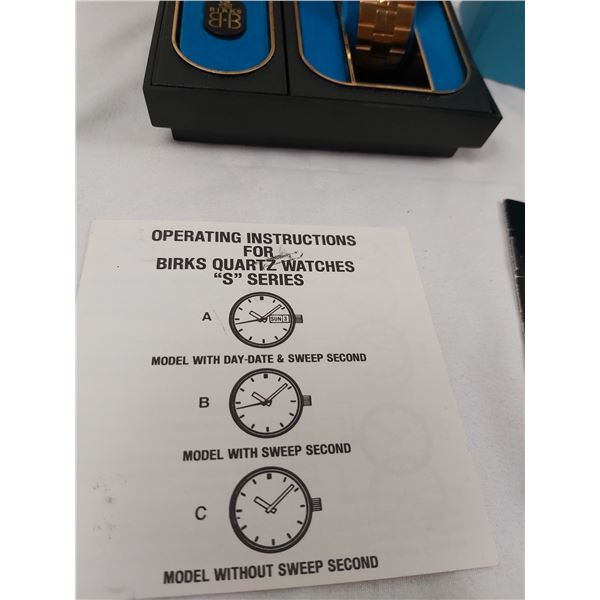 BIRKS
OPERATING INSTRUCTIONS
FOR
BIRKS QUARTZ WATCHES
"S" SERIES
A
SUN 3
MODEL WITH DAY-DATE & SWEEP SECOND
B
MODEL WITH SWEEP SECOND
C
MODEL WITHOUT SWEEP SECOND